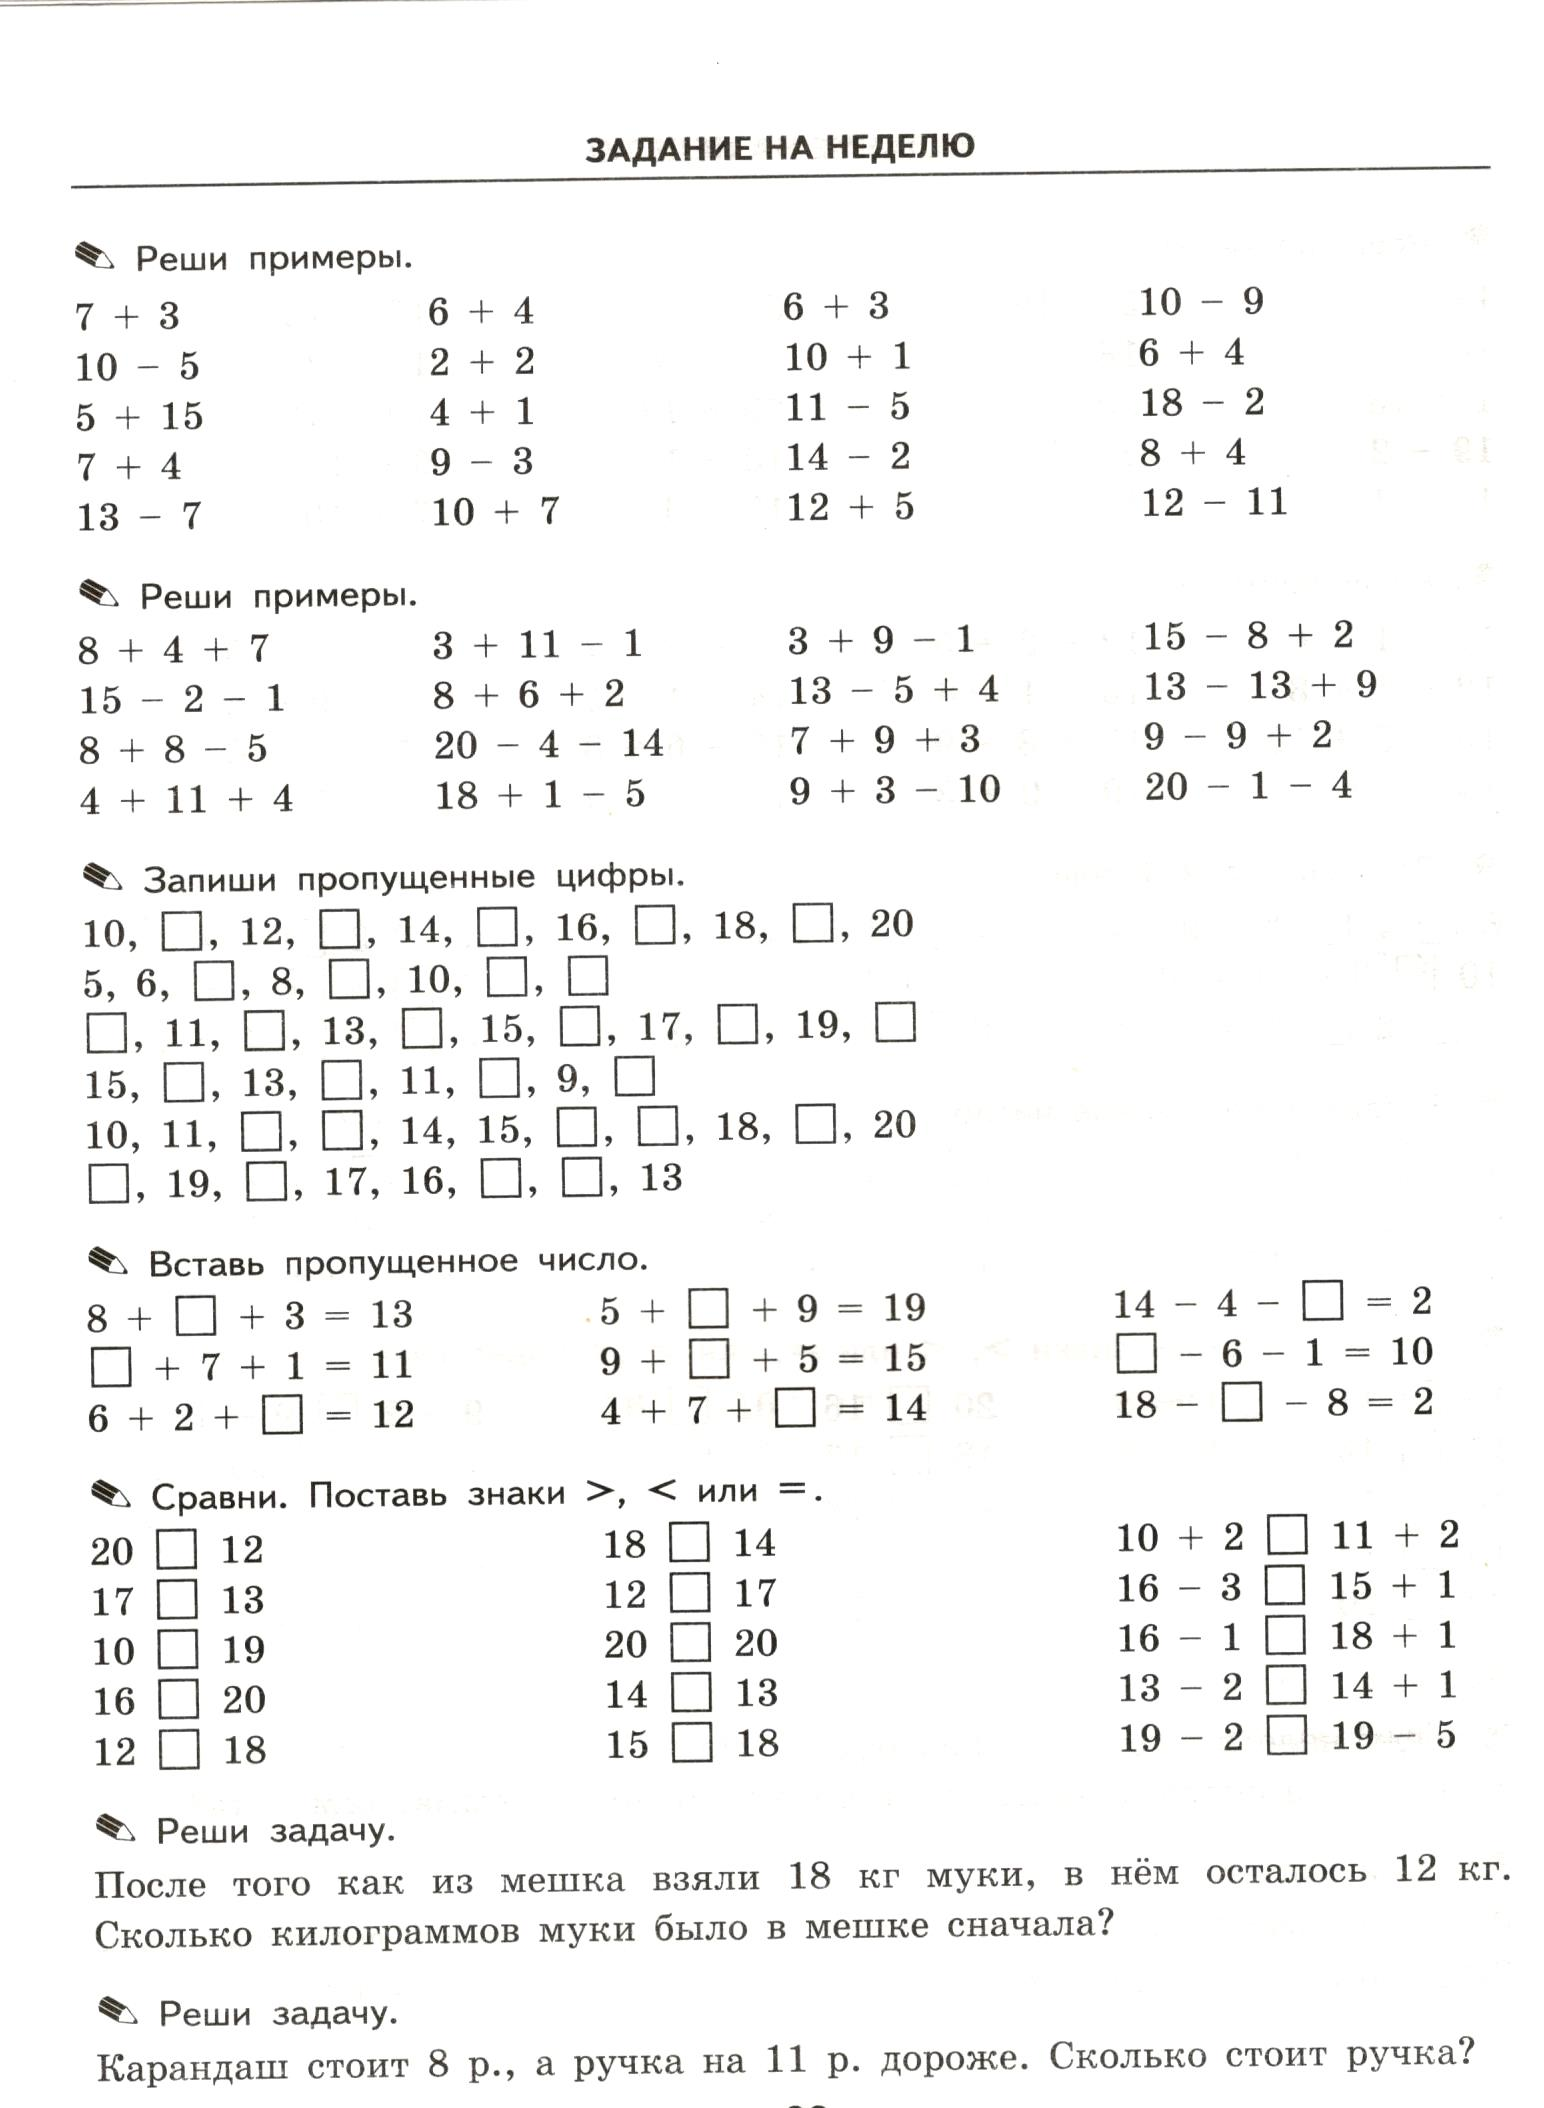 ЗАДАНИЕ НА НЕДЕЛЮ
Реши примеры.
7 + 3 6 + 4 6 + 3 10 − 9
10 − 5 2 + 2 10 + 1 6 + 4
5 + 15 4 + 1 11 − 5 18 − 2
7 + 4 9 − 3 14 − 2 8 + 4
13 − 7 10 + 7 12 + 5 12 − 11
Реши примеры.
8 + 4 + 7 3 + 11 − 1 3 + 9 − 1 15 − 8 + 2
15 − 2 − 1 8 + 6 + 2 13 − 5 + 4 13 − 13 + 9
8 + 8 − 5 20 − 4 − 14 7 + 9 + 3 9 − 9 + 2
4 + 11 + 4 18 + 1 − 5 9 + 3 − 10 20 − 1 − 4
Запиши пропущенные цифры.
10, □, 12, □, 14, □, 16, □, 18, □, 20
5, 6, □, 8, □, 10, □, □
□, 11, □, 13, □, 15, □, 17, □, 19, □
15, □, 13, □, 11, □, 9, □
10, 11, □, □, 14, 15, □, □, 18, □, 20
□, 19, □, 17, 16, □, □, 13
Вставь пропущенное число.
8 + □ + 3 = 13 5 + □ + 9 = 19 14 − 4 − □ = 2
□ + 7 + 1 = 11 9 + □ + 5 = 15 □ − 6 − 1 = 10
6 + 2 + □ = 12 4 + 7 + □ = 14 18 − □ − 8 = 2
Сравни. Поставь знаки >, < или =.
20 □ 12 18 □ 14 10 + 2 □ 11 + 2
17 □ 13 12 □ 17 16 − 3 □ 15 + 1
10 □ 19 20 □ 20 16 − 1 □ 18 + 1
16 □ 20 14 □ 13 13 − 2 □ 14 + 1
12 □ 18 15 □ 18 19 − 2 □ 19 − 5
Реши задачу.
После того как из мешка взяли 18 кг муки, в нём осталось 12 кг.
Сколько килограммов муки было в мешке сначала?
Реши задачу.
Карандаш стоит 8 р., а ручка на 11 р. дороже. Сколько стоит ручка?